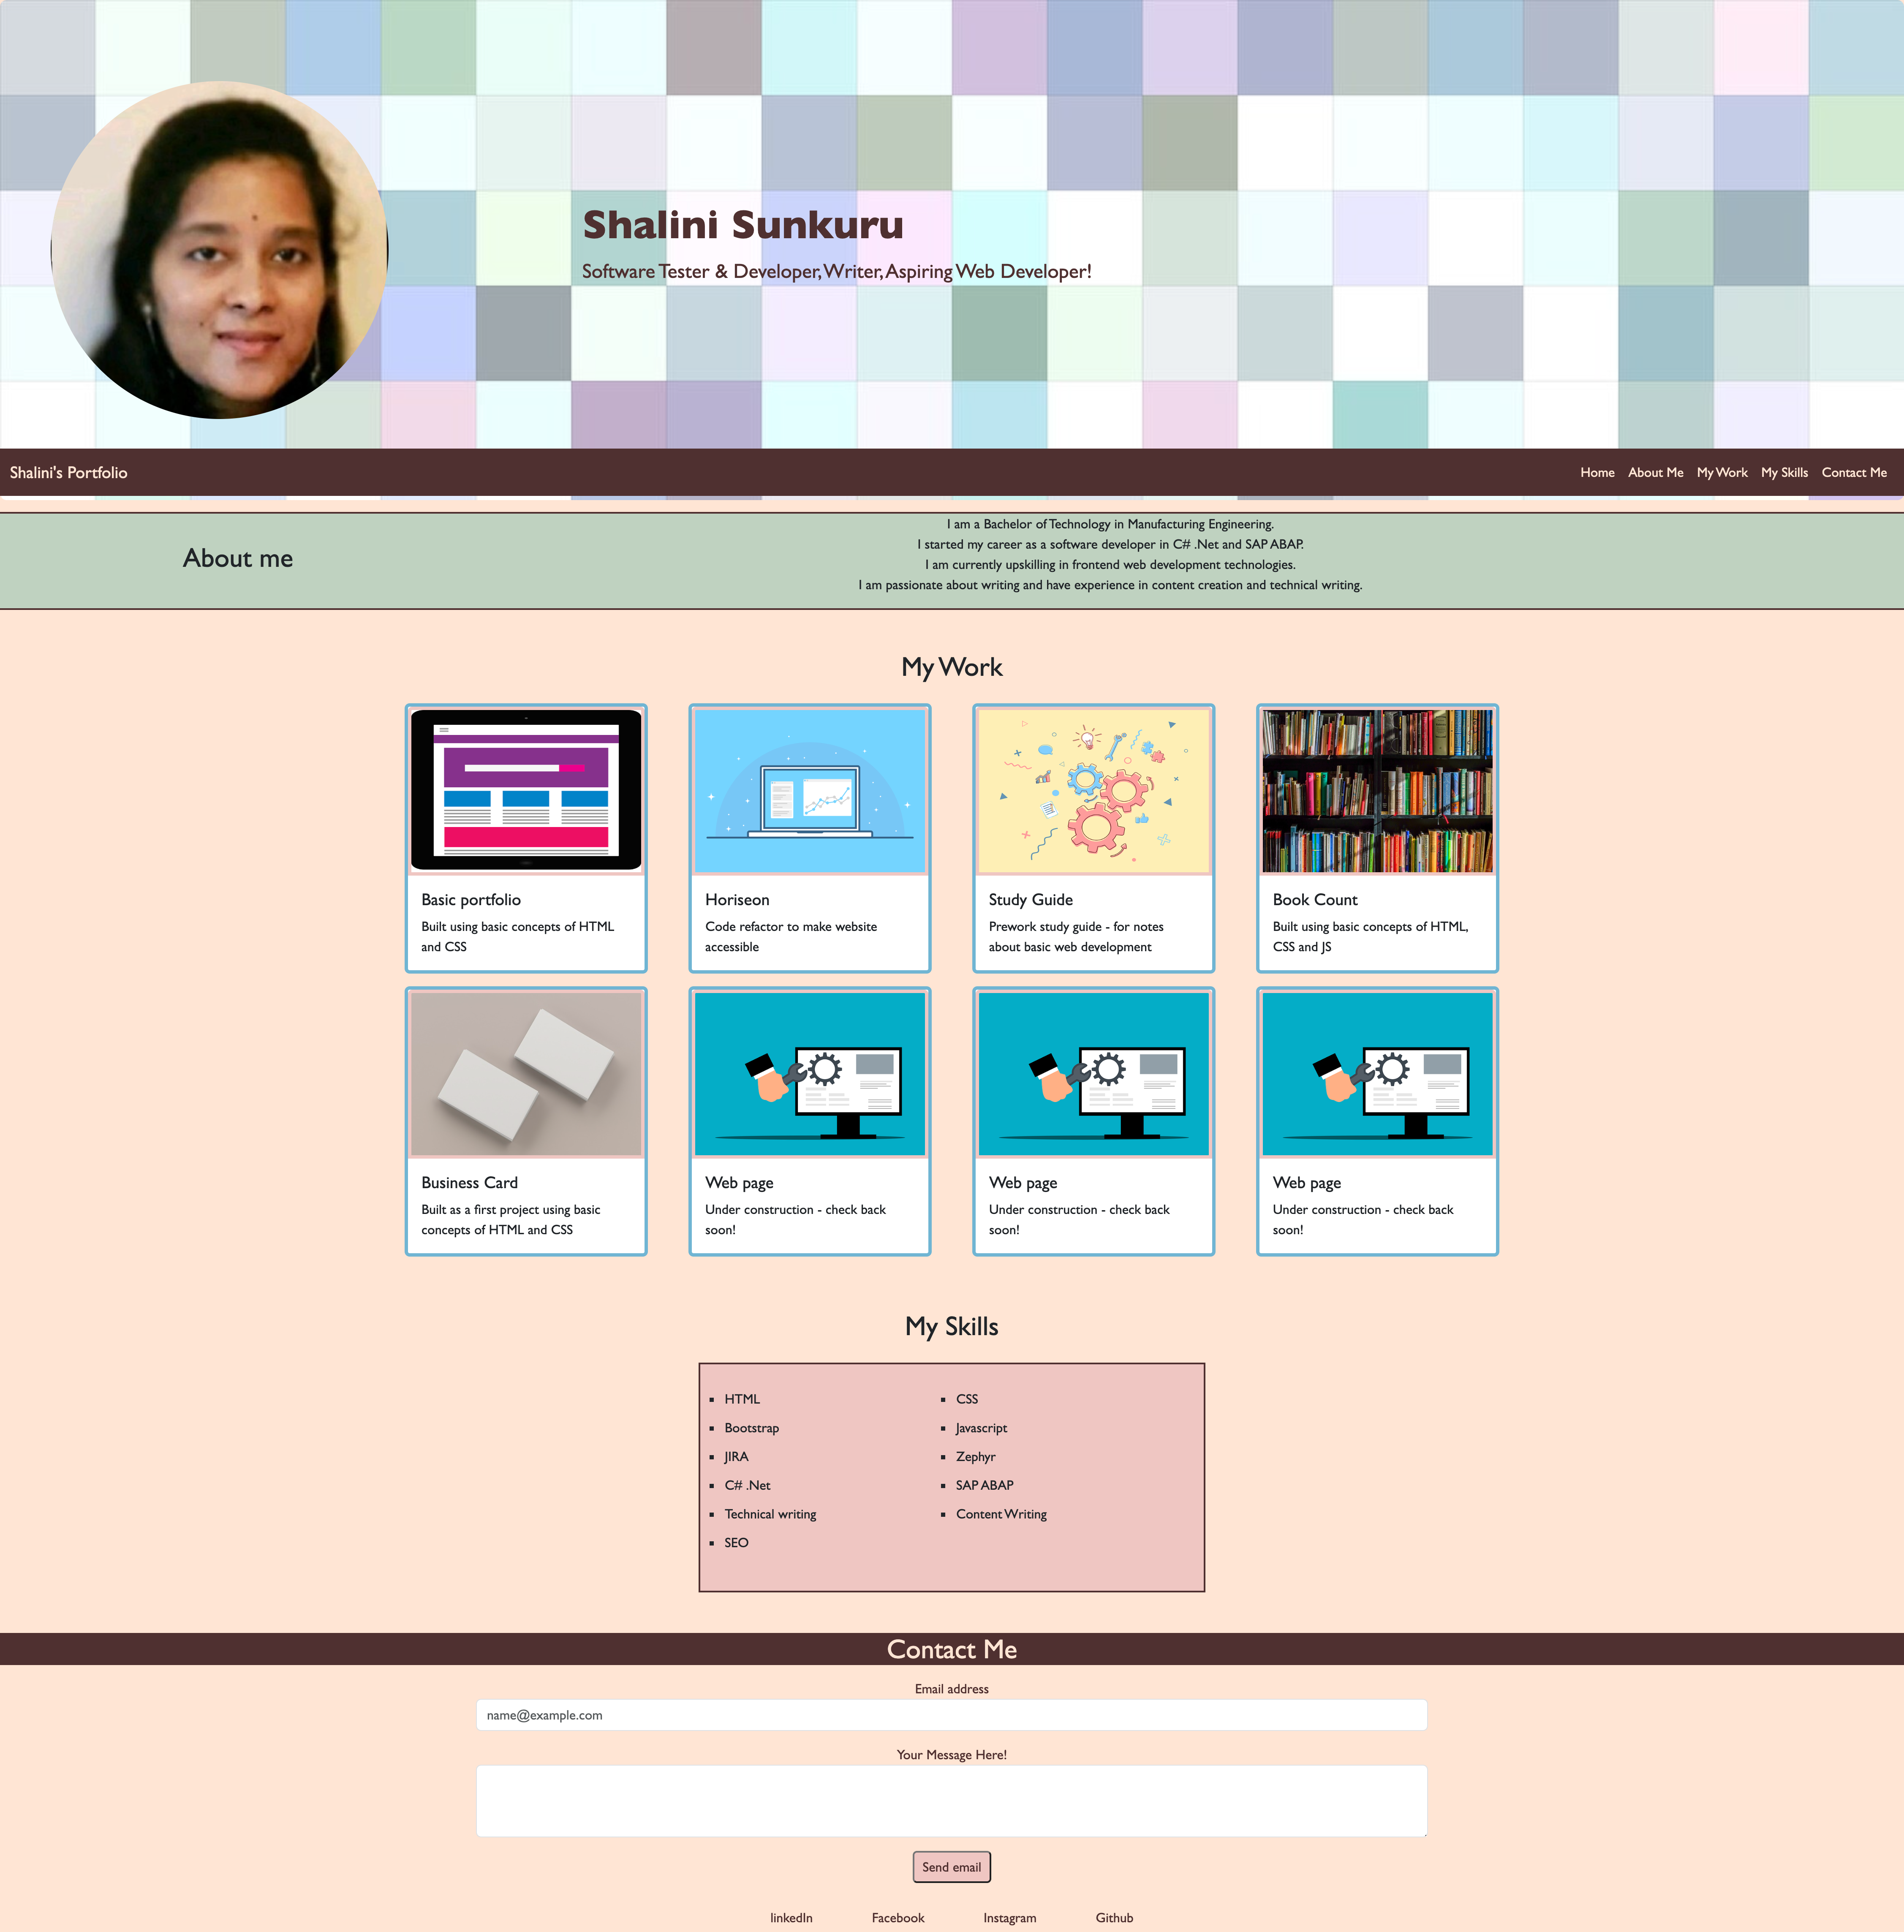 Shalini Sunkuru
Software Tester & Developer, Writer, Aspiring Web Developer!
Shalini's Portfolio
Home About Me My Work My Skills Contact Me
About me
I am a Bachelor of Technology in Manufacturing Engineering.
I started my career as a software developer in C# .Net and SAP ABAP.
I am currently upskilling in frontend web development technologies.
I am passionate about writing and have experience in content creation and technical writing.
My Work
Basic portfolio
Built using basic concepts of HTML
and CSS
Horiseon
Code refactor to make website
accessible
Study Guide
Prework study guide - for notes
about basic web development
Book Count
Built using basic concepts of HTML,
CSS and JS
Business Card
Built as a first project using basic
concepts of HTML and CSS
Web page
Under construction - check back
soon!
Web page
Under construction - check back
soon!
Web page
Under construction - check back
soon!
My Skills
HTML
CSS
Bootstrap
Javascript
JIRA
Zephyr
C# .Net
SAP ABAP
Technical writing
Content Writing
SEO
Contact Me
Email address
name@example.com
Your Message Here!
Send email
linkedIn Facebook Instagram Github